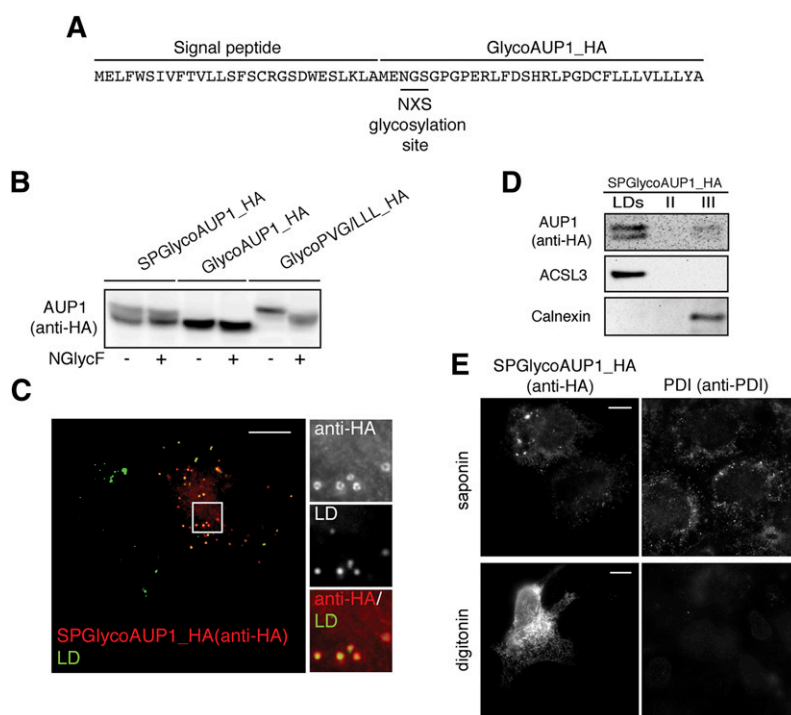 A
Signal peptide GlycoAUP1_HA
MELFWSIVFTVLLSFSCRGSDWESLKLAMENGSGPGPERLFDSHRLPGDCFLLLVLLLYA
NXS
glycosylation
site
B
SPGlycoAUP1_HA
GlycoAUP1_HA
GlycoPVG/LLL_HA
AUP1
(anti-HA)
NGlycF - + - + - +
C
anti-HA
LD
anti-HA/
LD
SPGlycoAUP1_HA(anti-HA)
LD
D
SPGlycoAUP1_HA
LDs II III
AUP1
(anti-HA)
ACSL3
Calnexin
E
SPGlycoAUP1_HA
(anti-HA) PDI (anti-PDI)
saponin
digitonin